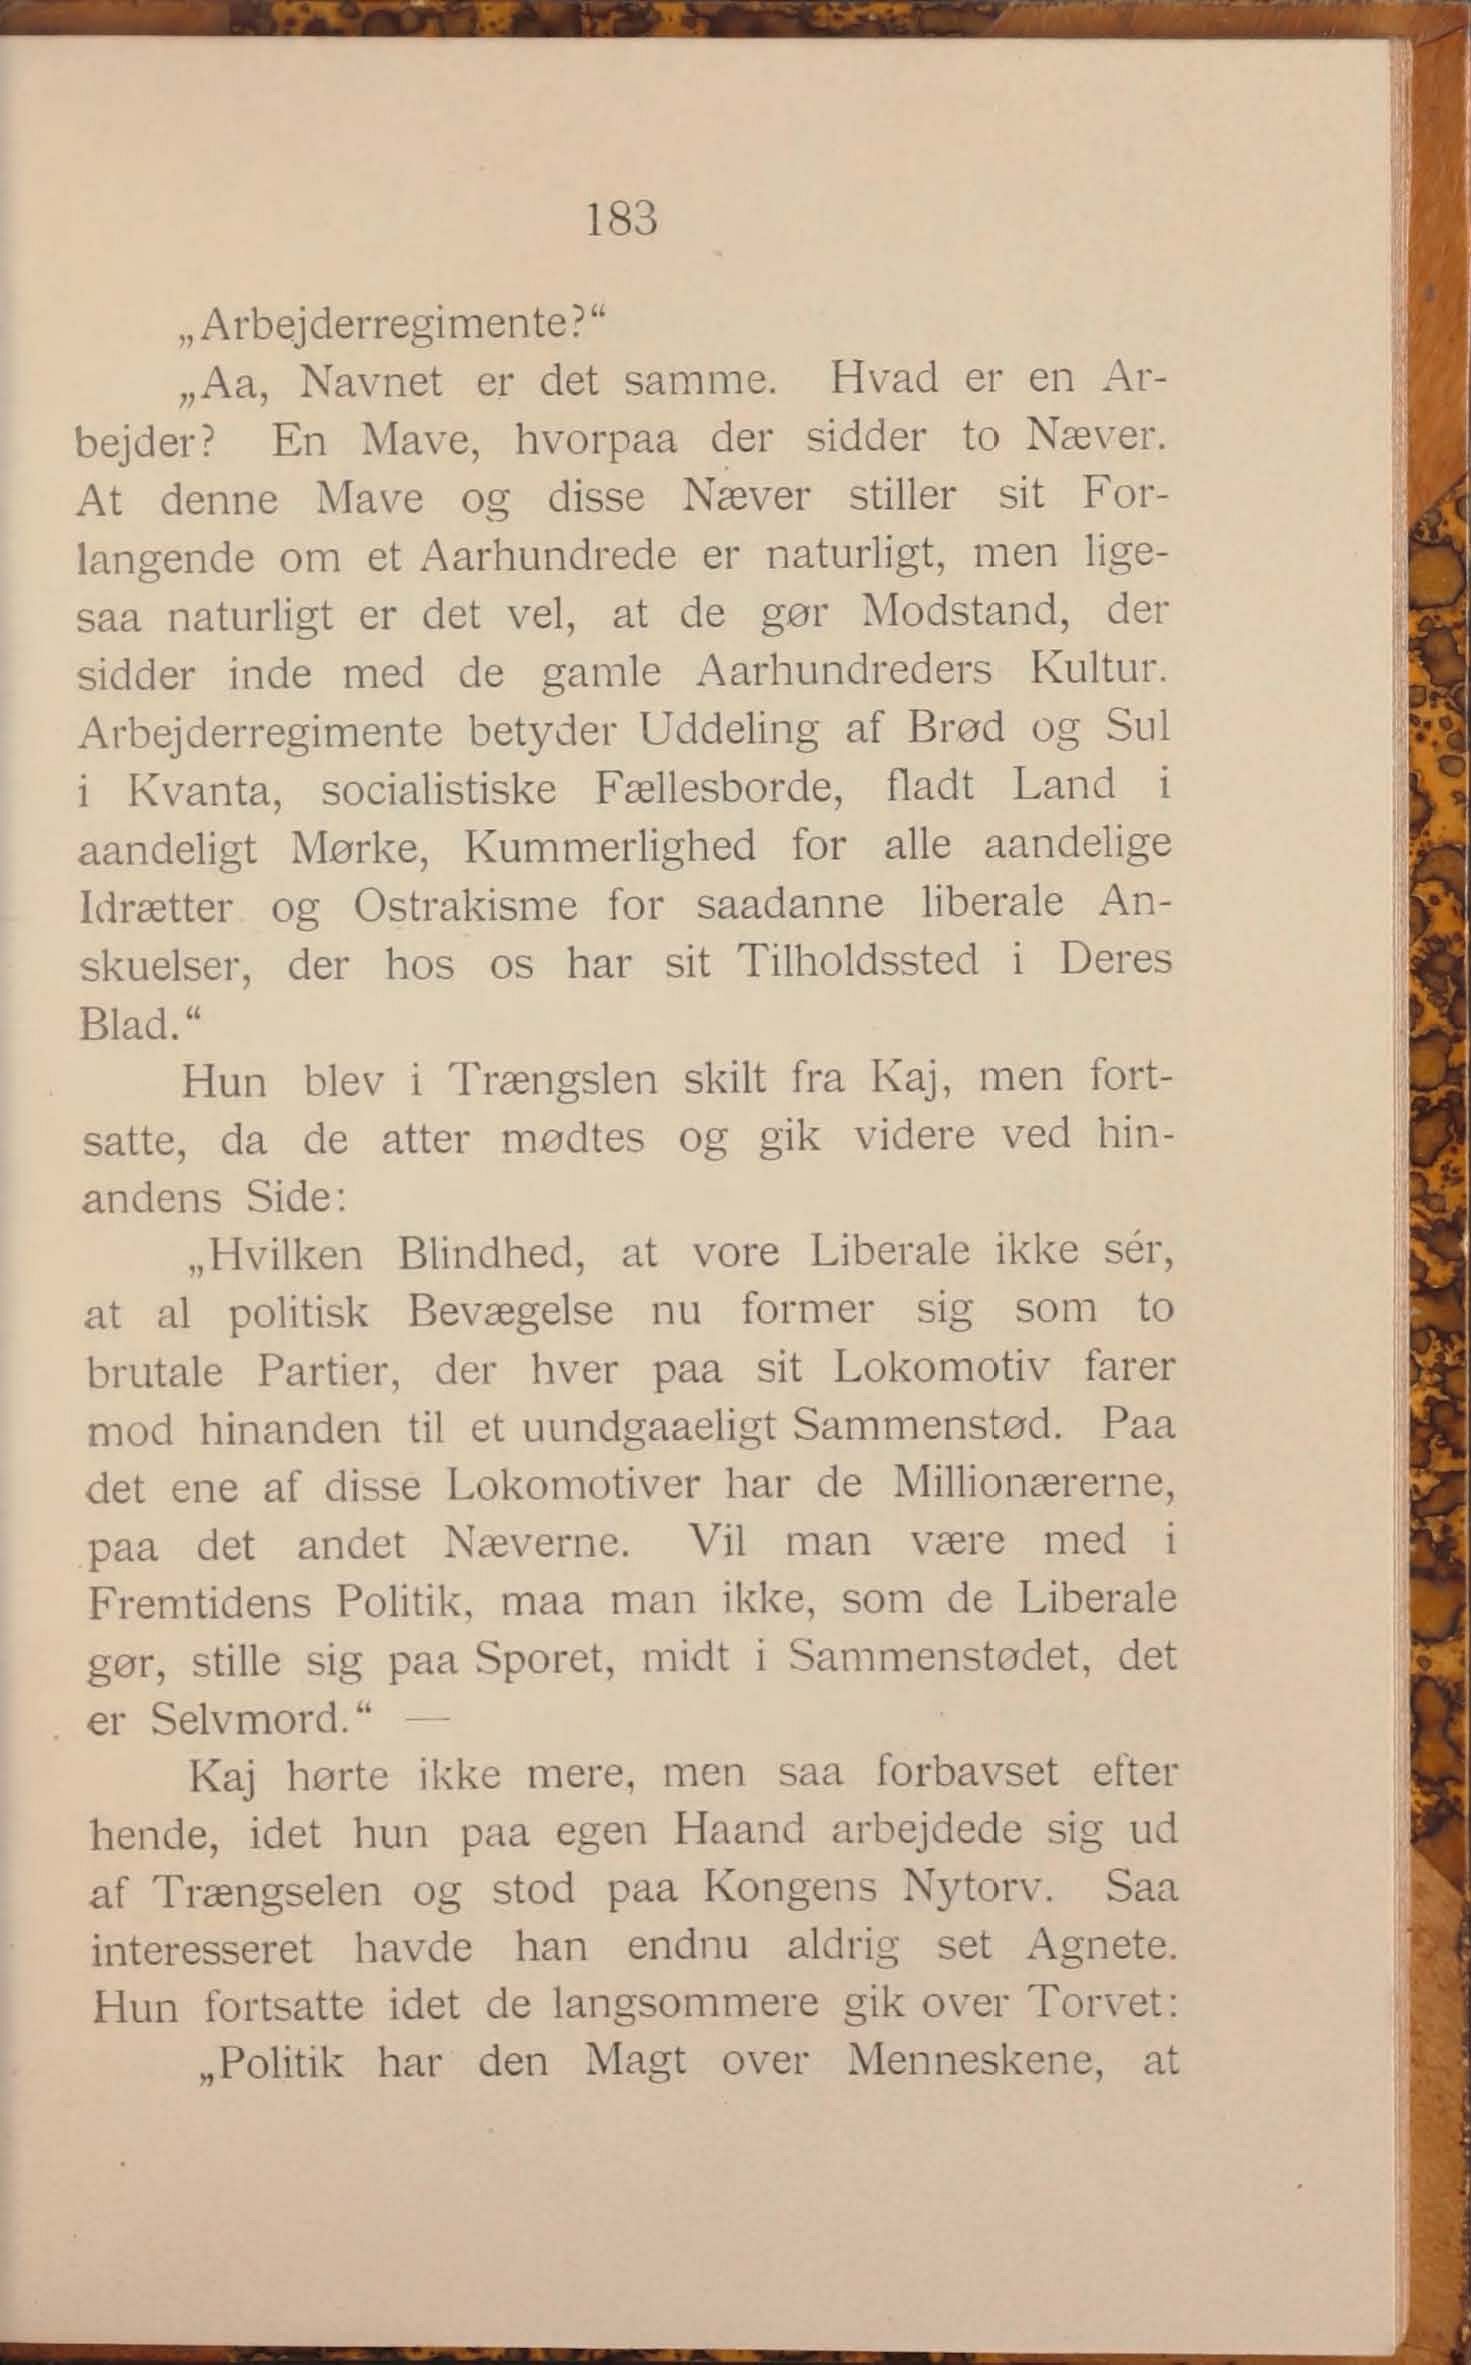 183
„Arbejderregimente?“
„Aa, Navnet er det samme. Hvad er en Ar-
bejder? En Mave, hvorpaa der sidder to Næver.
At denne Mave og disse Næver stiller sit For-
langende om et Aarhundrede er naturligt, men lige-
saa naturligt er det vel, at de gør Modstand, der
sidder inde med de gamle Aarhundreders Kultur.
Arbejderregimente betyder Uddeling af Brød og Sul
i Kvanta, socialistiske Fællesborde, fladt Land i
aandeligt Mørke, Kummerlighed for alle aandelige
Idrætter og Ostrakisme for saadanne liberale An-
skuelser, der hos os har sit Tilholdssted i Deres
Blad.“
Hun blev i Trængslen skilt fra Kaj, men fort-
satte, da de atter mødtes og gik videre ved hin-
andens Side:
„Hvilken Blindhed, at vore Liberale ikke sér,
at al politisk Bevægelse nu former sig som to
brutale Partier, der hver paa sit Lokomotiv farer
mod hinanden til et uundgaaeligt Sammenstød. Paa
det ene af disse Lokomotiver har de Millionærerne,
paa det andet Næverne. Vil man være med i
Fremtidens Politik, maa man ikke, som de Liberale
gør, stille sig paa Sporet, midt i Sammenstødet, det
er Selvmord.“ —
Kaj hørte ikke mere, men saa forbavset efter
hende, idet hun paa egen Haand arbejdede sig ud
af Trængselen og stod paa Kongens Nytorv. Saa
interesseret havde han endnu aldrig set Agnete.
Hun fortsatte idet de langsommere gik over Torvet:
„Politik har den Magt over Menneskene, at